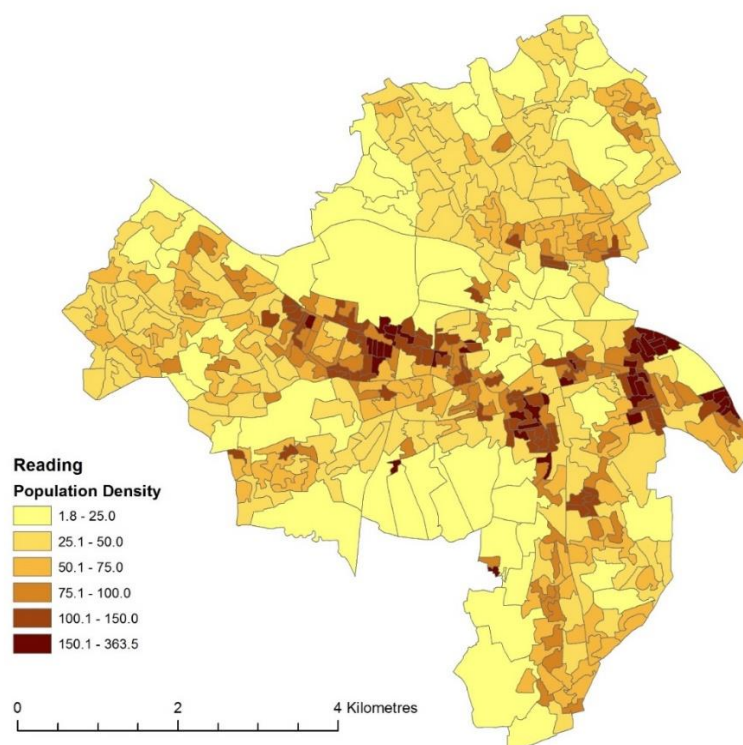 Reading
Population Density
1.8 - 25.0
25.1 - 50.0
50.1 - 75.0
75.1 - 100.0
100.1 - 150.0
150.1 - 363.5
0 2 4 Kilometres